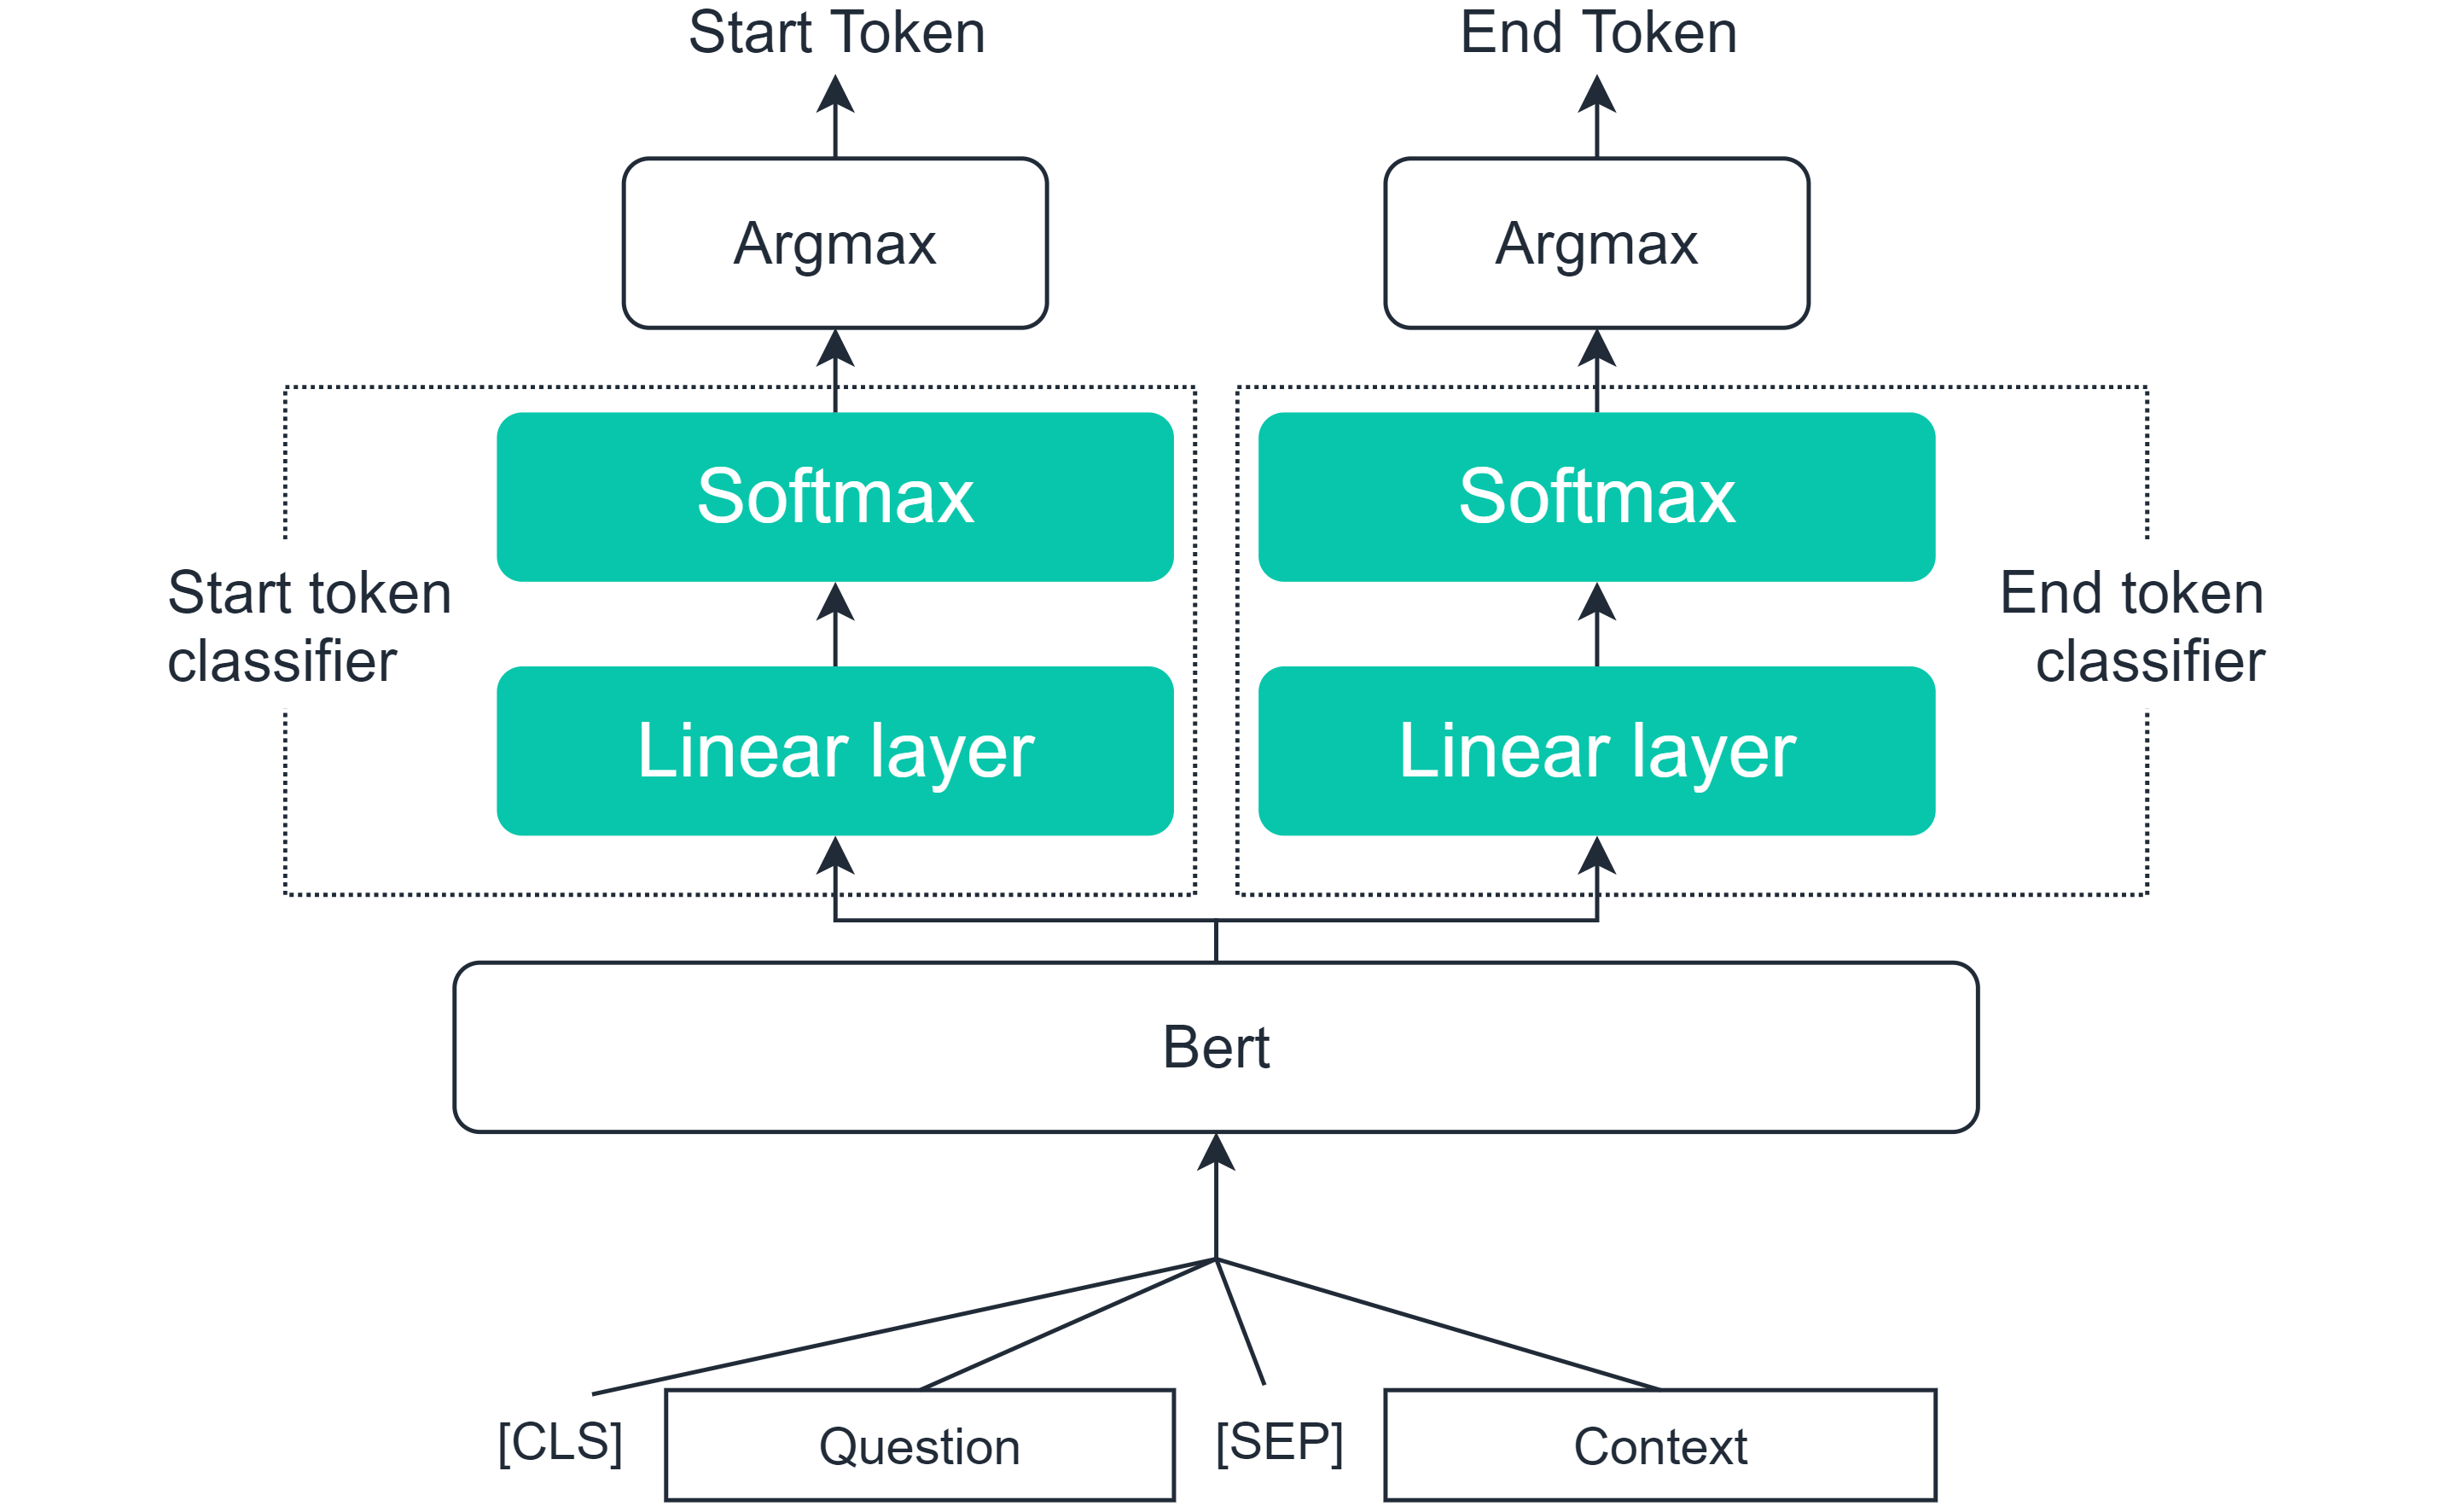 Start Token
End Token
Argmax
Argmax
Softmax
Softmax
Start token
classifier
End token
classifier
Linear layer
Linear layer
Bert
[CLS]
Question
[SEP]
Context